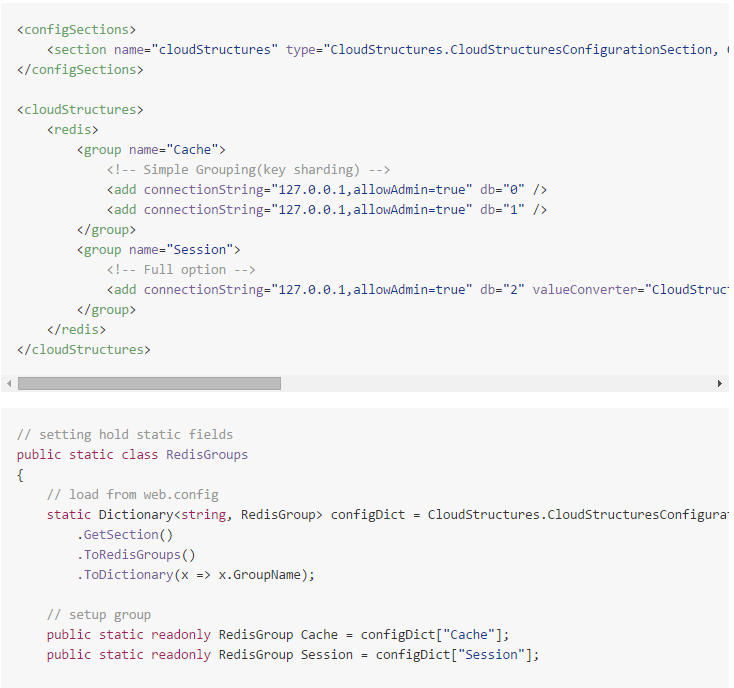 <configSections>
    <section name="cloudStructures" type="CloudStructures.CloudStructuresConfigurationSection,
</configSections>

<cloudStructures>
    <redis>
        <group name="Cache">
            <!-- Simple Grouping(key sharding) -->
            <add connectionString="127.0.0.1,allowAdmin=true" db="0" />
            <add connectionString="127.0.0.1,allowAdmin=true" db="1" />
        </group>
        <group name="Session">
            <!-- Full option -->
            <add connectionString="127.0.0.1,allowAdmin=true" db="2" valueConverter="CloudStruct
        </group>
    </redis>
</cloudStructures>

// setting hold static fields
public static class RedisGroups
{
    // load from web.config
    static Dictionary<string, RedisGroup> configDict = CloudStructures.CloudStructuresConfigurat
        .GetSection()
        .ToRedisGroups()
        .ToDictionary(x => x.GroupName);

    // setup group
    public static readonly RedisGroup Cache = configDict["Cache"];
    public static readonly RedisGroup Session = configDict["Session"];